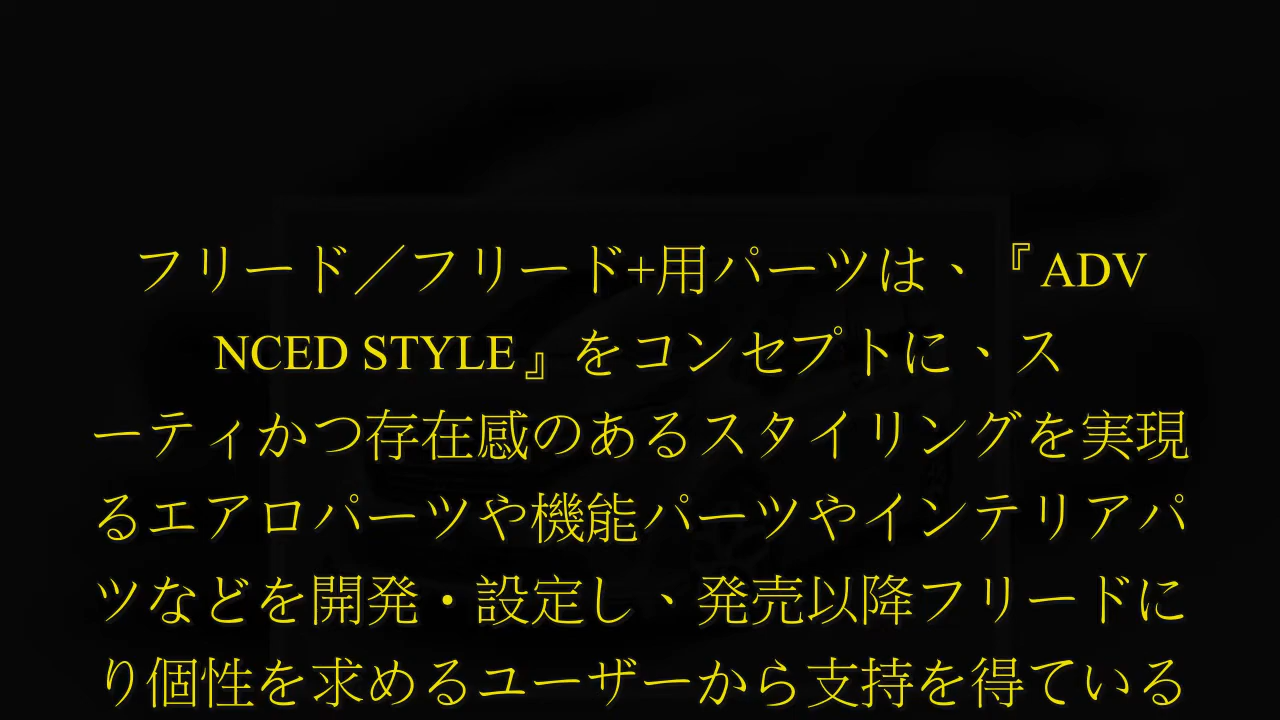 フリード／フリード+用パーツは、『ADV
NCED STYLE』をコンセプトに、ス
ーティかつ存在感のあるスタイリングを実現
るエアロパーツや機能パーツやインテリアパ
ツなどを開発・設定し、発売以降フリードに
り個性を求めるユーザーから支持を得ている